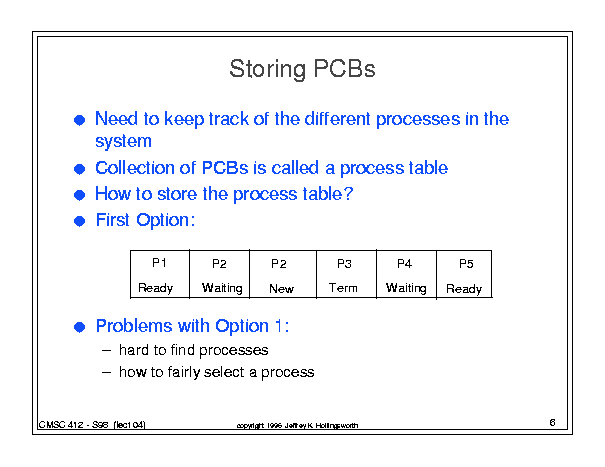 Storing PCBs
● Need to keep track of the different processes in the
system
● Collection of PCBs is called a process table
● How to store the process table?
● First Option:
P1 P2 P2 P3 P4 P5
Ready Waiting New Term Waiting Ready
● Problems with Option 1:
– hard to find processes
– how to fairly select a process
CMSC 412 - S98 (lect04) copyright 1996 Jeffrey K. Hollingsworth 6